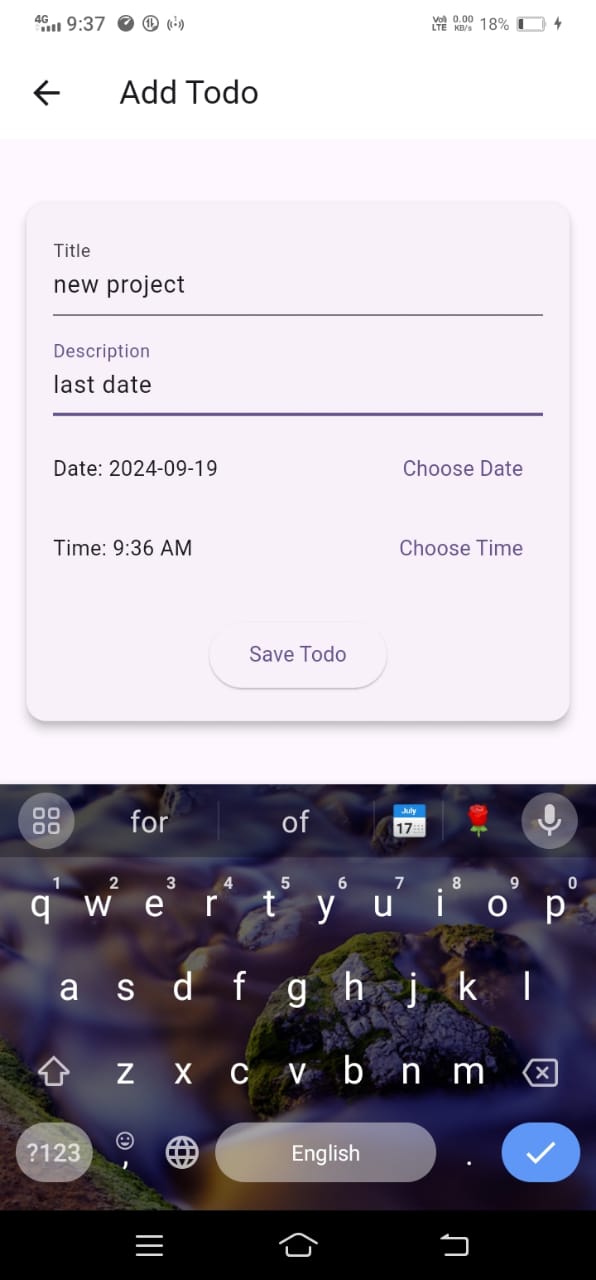 4G 9:37 Voli LTE 0.00 KB/s 18%
Add Todo
Title
new project
Description
last date
Date: 2024-09-19 Choose Date
Time: 9:36 AM Choose Time
Save Todo
for of July 17
1 2 3 4 5 6 7 8 9 0
q w e r t y u i o p
a s d f g h j k l
z x c v b n m
?123 , English .